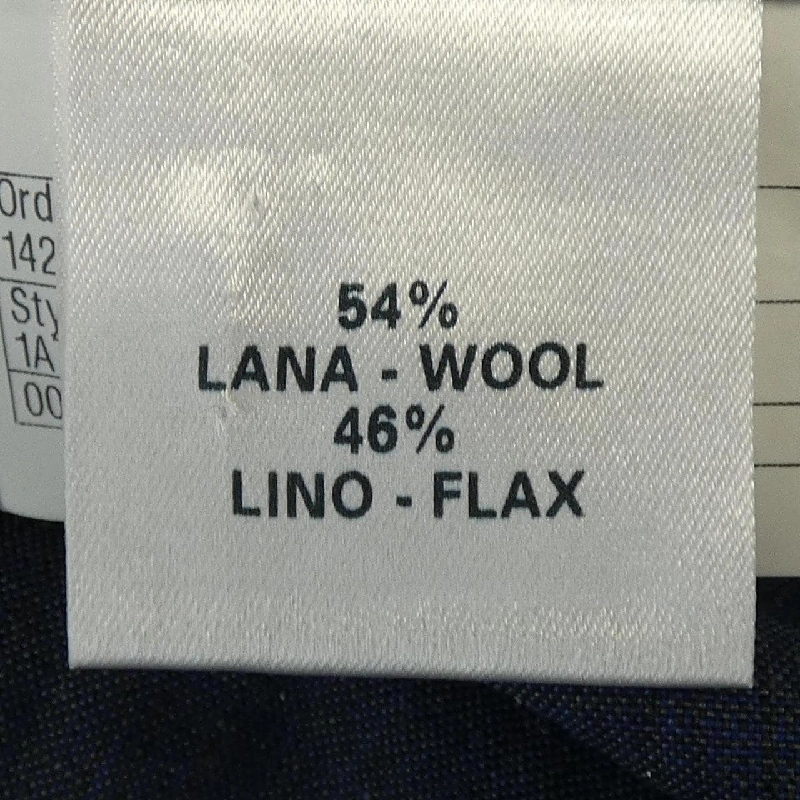 Ord
142
Sty
1A
00
54%
LANA - WOOL
46%
LINO - FLAX